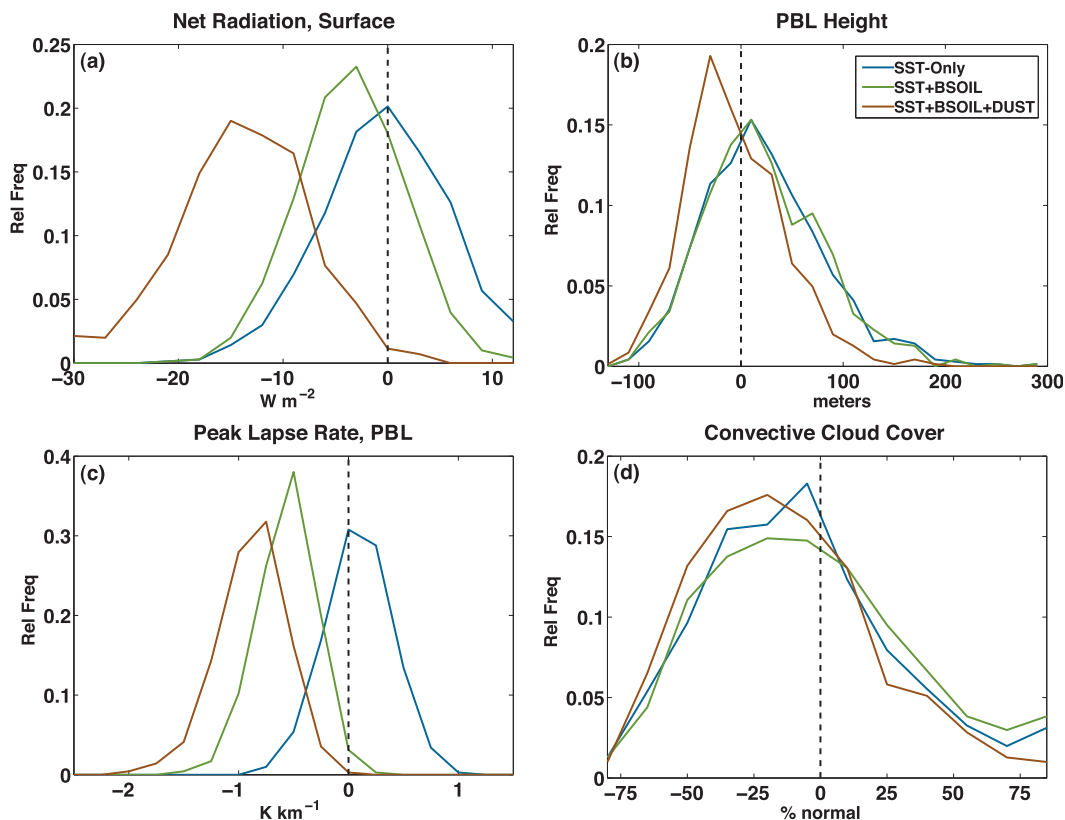 Net Radiation, Surface
0.25
0.2
0.15
0.1
0.05
0
(a)
Rel Freq
−30 −20 −10 0 10
W m−2
PBL Height
0.2
0.15
0.1
0.05
0
(b)
SST-Only
SST+BSOIL
SST+BSOIL+DUST
Rel Freq
−100 0 100 200 300
meters
Peak Lapse Rate, PBL
0.4
0.3
0.2
0.1
0
(c)
Rel Freq
−2 −1 0 1
K km−1
Convective Cloud Cover
0.2
0.15
0.1
0.05
0
(d)
Rel Freq
−75 −50 −25 0 25 50 75
% normal